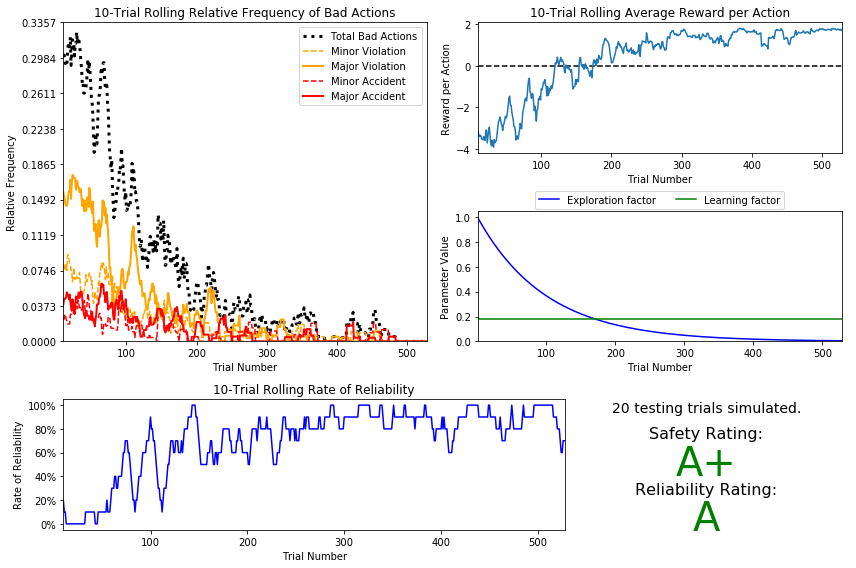 10-Trial Rolling Relative Frequency of Bad Actions
0.3357
0.2984
0.2611
0.2238
0.1865
0.1492
0.1119
0.0746
0.0373
0.0000
Relative Frequency
Total Bad Actions
Minor Violation
Major Violation
Minor Accident
Major Accident
100 200 300 400 500
Trial Number
10-Trial Rolling Average Reward per Action
2
0
−2
−4
Reward per Action
100 200 300 400 500
Trial Number
Exploration factor Learning factor
1.0
0.8
0.6
0.4
0.2
0.0
Parameter Value
100 200 300 400 500
Trial Number
10-Trial Rolling Rate of Reliability
100%
80%
60%
40%
20%
0%
Rate of Reliability
100 200 300 400 500
Trial Number
20 testing trials simulated.
Safety Rating:
A+
Reliability Rating:
A